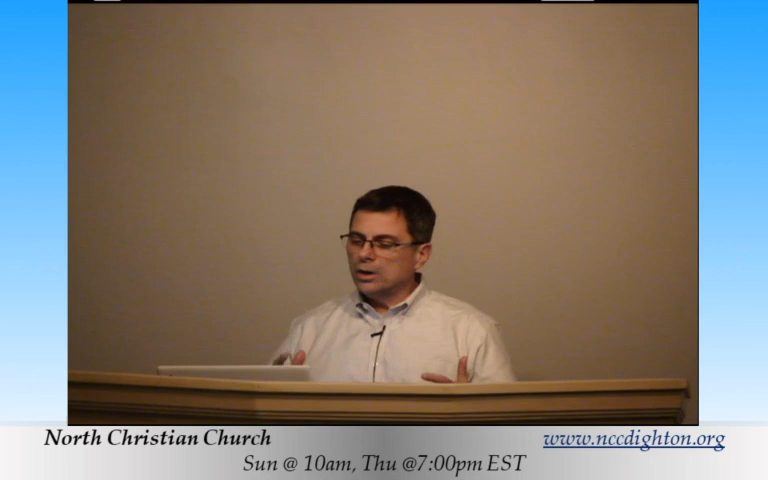 North Christian Church www.nccdighton.org
Sun @ 10am, Thu @7:00pm EST